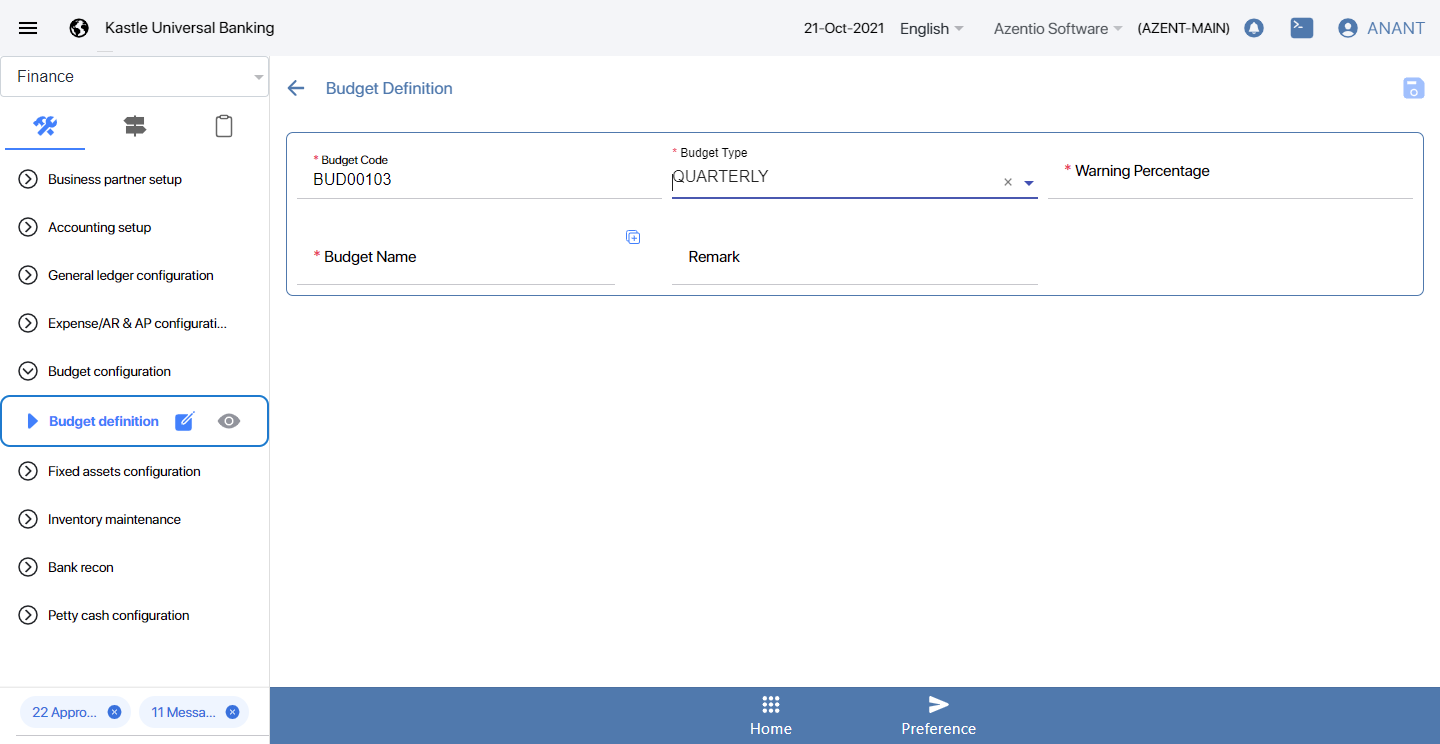 Kastle Universal Banking
21-Oct-2021
English
Azentio Software
(AZENT-MAIN)
ANANT
Finance
Business partner setup
Accounting setup
General ledger configuration
Expense/AR & AP configurati...
Budget configuration
Budget definition
Fixed assets configuration
Inventory maintenance
Bank recon
Petty cash configuration
22 Appro...
11 Messa...
Budget Definition
* Budget Code
BUD00103
* Budget Type
QUARTERLY
* Warning Percentage
* Budget Name
Remark
Home
Preference